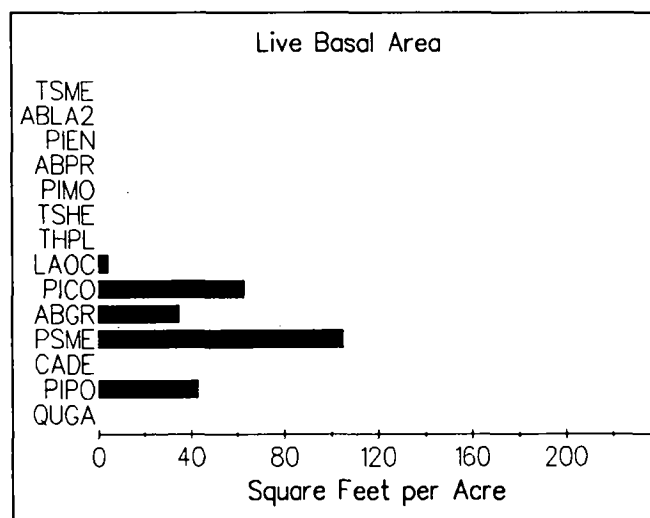 Live Basal Area
TSME
ABLA2
PIEN
ABPR
PIMO
TSHE
THPL
LAOC
PICO
ABGR
PSME
CADE
PIPO
QUGA
0 40 80 120 160 200
Square Feet per Acre